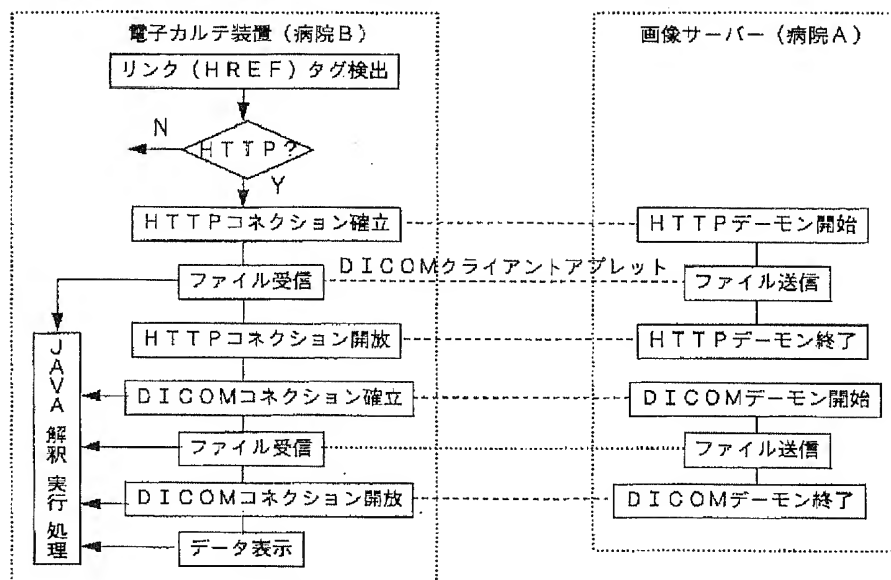 電子カルテ装置（病院B）
リンク（HREF）タグ検出
N
HTTP?
Y
HTTPコネクション確立
ファイル受信
HTTPコネクション開放
DICOMコネクション確立
ファイル受信
DICOMコネクション開放
データ表示
JAVA 解釈 実行 処理
DICOMクライアントアプレット
画像サーバー（病院A）
HTTPデーモン開始
ファイル送信
HTTPデーモン終了
DICOMデーモン開始
ファイル送信
DICOMデーモン終了